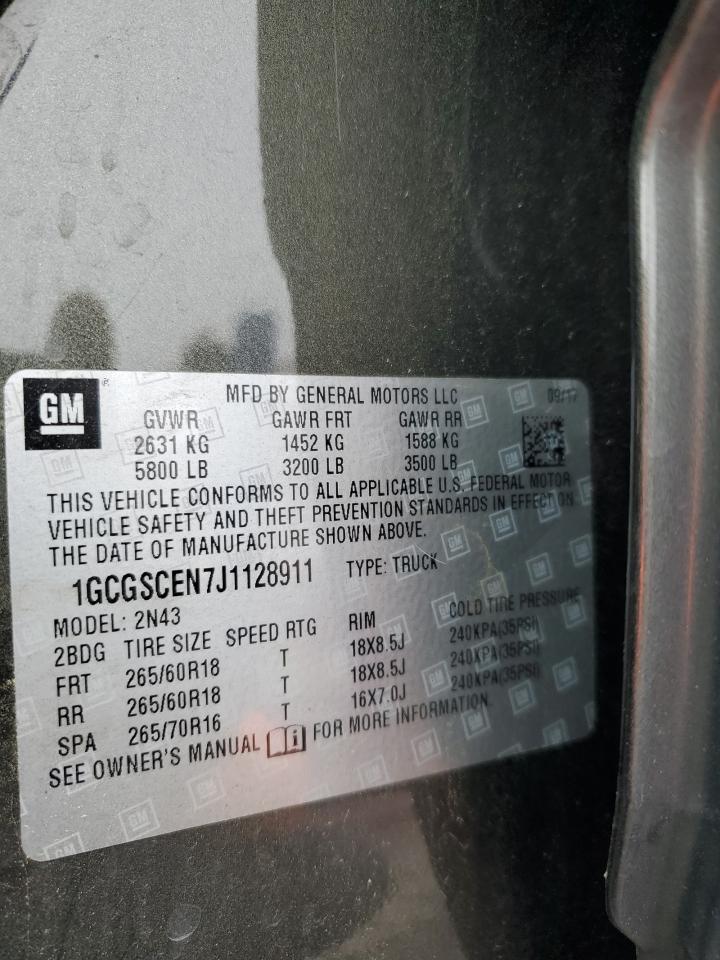 GM
MFD BY GENERAL MOTORS LLC 09/17
GVWR GAWR FRT GAWR RR
2631 KG 1452 KG 1588 KG
5800 LB 3200 LB 3500 LB
THIS VEHICLE CONFORMS TO ALL APPLICABLE U.S. FEDERAL MOTOR
VEHICLE SAFETY AND THEFT PREVENTION STANDARDS IN EFFECT ON
THE DATE OF MANUFACTURE SHOWN ABOVE.
1GCGSCEN7J1128911 TYPE: TRUCK
MODEL: 2N43
2BDG TIRE SIZE SPEED RTG RIM COLD TIRE PRESSURE
FRT 265/60R18 T 18X8.5J 240KPA(35PSI)
RR 265/60R18 T 18X8.5J 240KPA(35PSI)
SPA 265/70R16 T 16X7.0J 240KPA(35PSI)
SEE OWNER'S MANUAL FOR MORE INFORMATION.